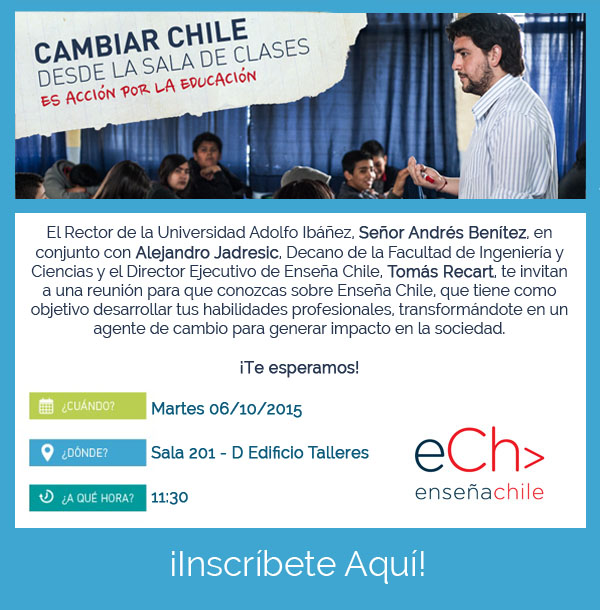 CAMBIAR CHILE
DESDE LA SALA DE CLASES
ES ACCIÓN POR LA EDUCACIÓN
El Rector de la Universidad Adolfo Ibáñez, Señor Andrés Benítez, en
conjunto con Alejandro Jadresic, Decano de la Facultad de Ingeniería y
Ciencias y el Director Ejecutivo de Enseña Chile, Tomás Recart, te invitan
a una reunión para que conozcas sobre Enseña Chile, que tiene como
objetivo desarrollar tus habilidades profesionales, transformándote en un
agente de cambio para generar impacto en la sociedad.
¡Te esperamos!
¿CUÁNDO? Martes 06/10/2015
¿DÓNDE? Sala 201 - D Edificio Talleres
¿A QUÉ HORA? 11:30
eCh>
enseñachile
¡Inscríbete Aquí!